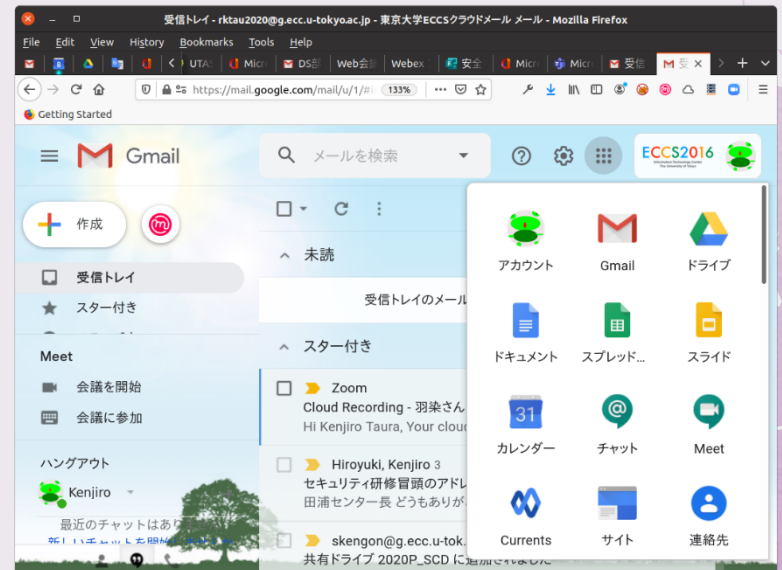 受信トレイ - rktau2020@g.ecc.u-tokyo.ac.jp - 東京大学ECCSクラウドメール メール - Mozilla Firefox
File Edit View History Bookmarks Tools Help
UTAS Micr DS部 Web会議 Webex 安全 Micr Micr 受信 受
https://mail.google.com/mail/u/1/#i 133%
Getting Started
Gmail
メールを検索
ECCS2016
作成
未読
受信トレイ
受信トレイのメール
スター付き
スター付き
Meet
会議を開始
会議に参加
Zoom
Cloud Recording - 羽染さん
Hi Kenjiro Taura, Your clou
ハングアウト
Kenjiro
最近のチャットはあり
新しいチャットを開始
Hiroyuki, Kenjiro 3
セキュリティ研修冒頭のアドレ
田浦センター長 どうもありが
skengon@g.ecc.u-tok.
共有ドライブ 2020P_SCD に追加されました
アカウント Gmail ドライブ
ドキュメント スプレッド... スライド
31
カレンダー チャット Meet
Currents サイト 連絡先